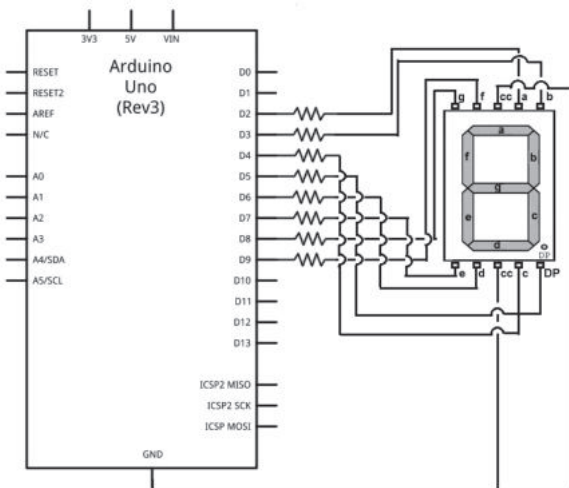 3V3 5V VIN
Arduino
Uno
(Rev3)
RESET
RESET2
AREF
N/C
A0
A1
A2
A3
A4/SDA
A5/SCL
D0
D1
D2
D3
D4
D5
D6
D7
D8
D9
D10
D11
D12
D13
ICSP2 MISO
ICSP2 SCK
ICSP MOSI
GND
g f cc a b
a
f b
g
e c
d
DP
e d cc c DP